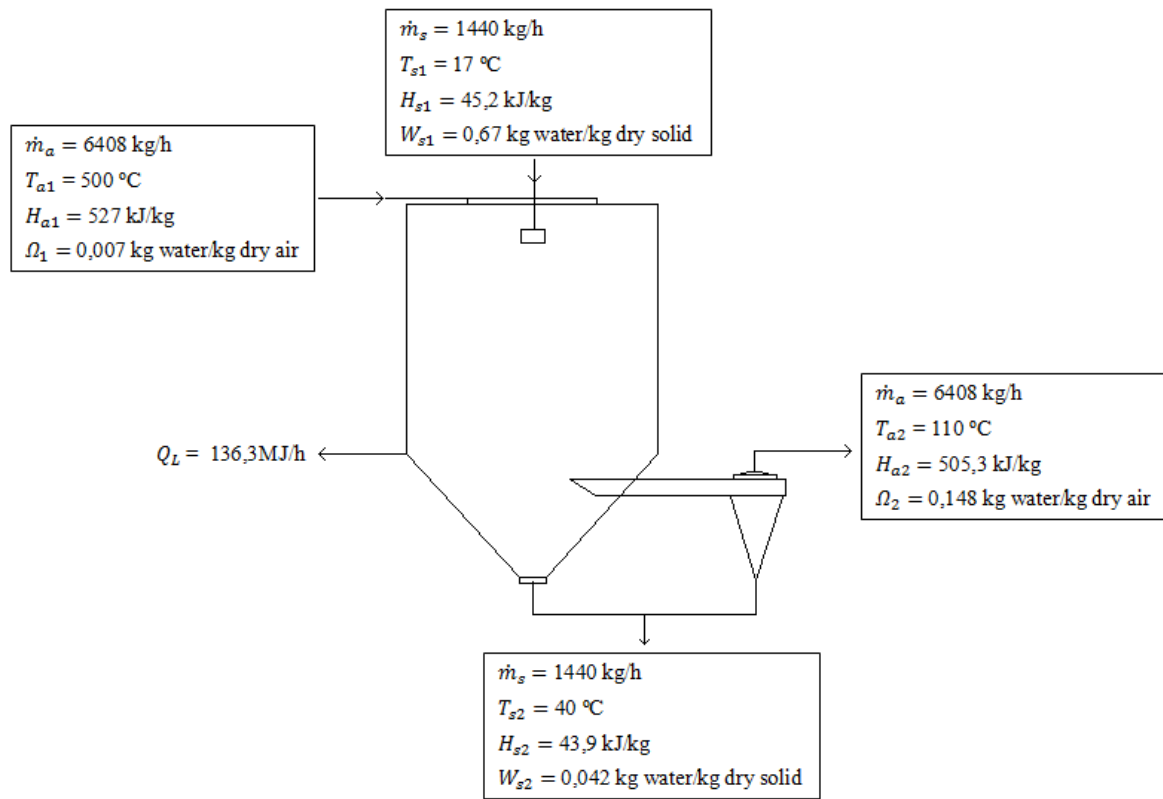 ṁₛ = 1440 kg/h
Tₛ₁ = 17 ºC
Hₛ₁ = 45,2 kJ/kg
Wₛ₁ = 0,67 kg water/kg dry solid
ṁₐ = 6408 kg/h
Tₐ₁ = 500 ºC
Hₐ₁ = 527 kJ/kg
Ω₁ = 0,007 kg water/kg dry air
Q_L = 136,3MJ/h
ṁₐ = 6408 kg/h
Tₐ₂ = 110 ºC
Hₐ₂ = 505,3 kJ/kg
Ω₂ = 0,148 kg water/kg dry air
ṁₛ = 1440 kg/h
Tₛ₂ = 40 ºC
Hₛ₂ = 43,9 kJ/kg
Wₛ₂ = 0,042 kg water/kg dry solid